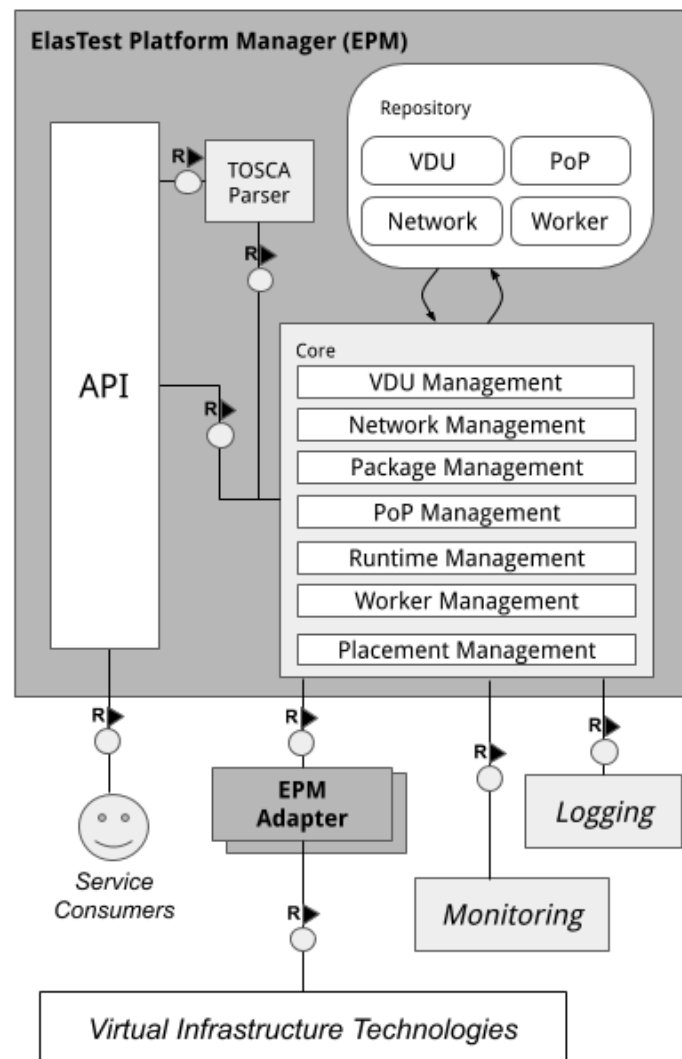 ElasTest Platform Manager (EPM)
Repository
VDU
PoP
Network
Worker
R
TOSCA
Parser
R
API
R
Core
VDU Management
Network Management
Package Management
PoP Management
Runtime Management
Worker Management
Placement Management
R
R
R
R
EPM
Adapter
Logging
Service
Consumers
Monitoring
R
Virtual Infrastructure Technologies